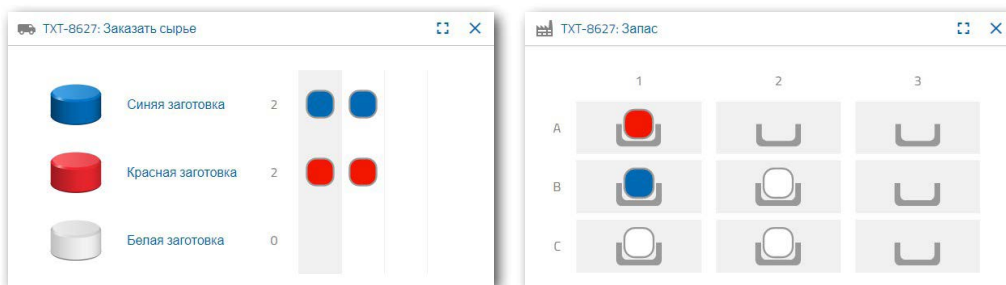 TXT-8627: Заказать сырье
Синяя заготовка 2
Красная заготовка 2
Белая заготовка 0
TXT-8627: Запас
1 2 3
A
B
C